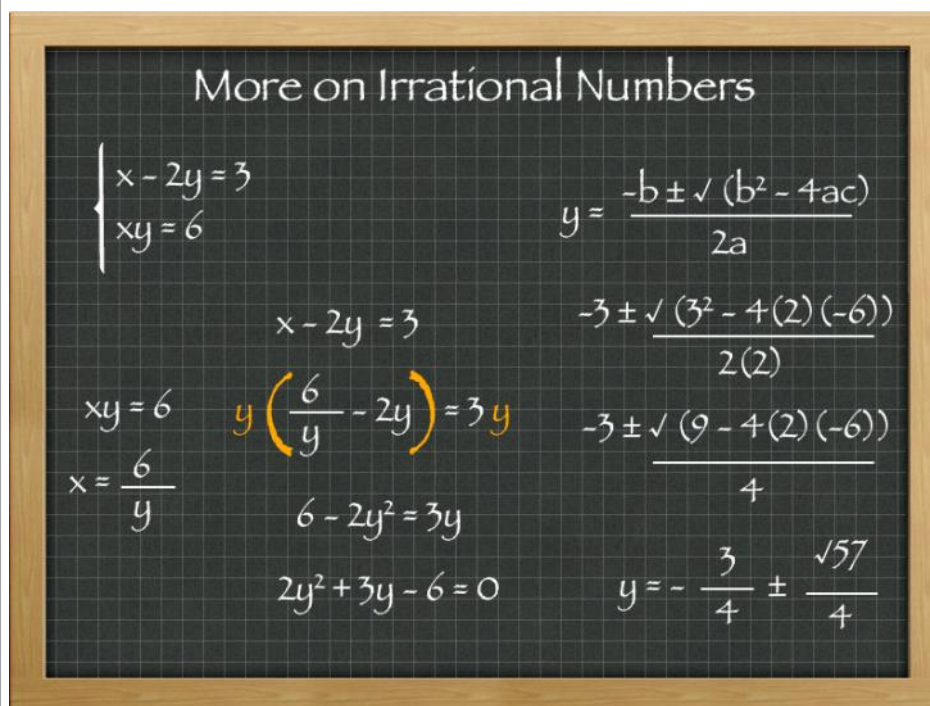 More on Irrational Numbers
x - 2y = 3
xy = 6
xy = 6
x = 6/y
x - 2y = 3
y(6/y - 2y) = 3y
6 - 2y² = 3y
2y² + 3y - 6 = 0
y = -b ± √(b² - 4ac) / 2a
-3 ± √(3² - 4(2)(-6)) / 2(2)
-3 ± √(9 - 4(2)(-6)) / 4
y = - 3/4 ± √57/4